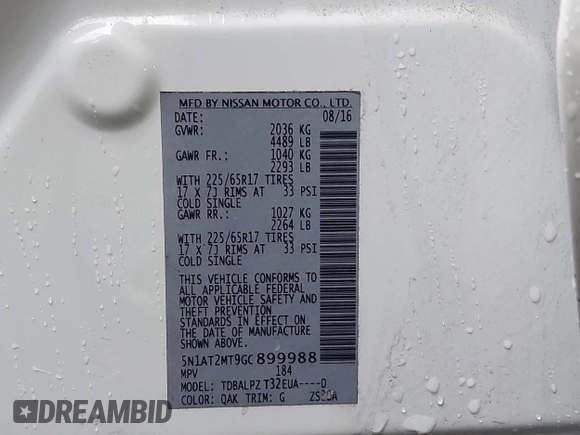 MFD BY NISSAN MOTOR CO., LTD.
DATE: 08/16
GVWR: 2036 KG
4489 LB
GAWR FR.: 1040 KG
2293 LB
WITH 225/65R17 TIRES
17 X 7J RIMS AT 33 PSI
COLD SINGLE
GAWR RR.: 1027 KG
2264 LB
WITH 225/65R17 TIRES
17 X 7J RIMS AT 33 PSI
COLD SINGLE
THIS VEHICLE CONFORMS TO
ALL APPLICABLE FEDERAL
MOTOR VEHICLE SAFETY AND
THEFT PREVENTION
STANDARDS IN EFFECT ON
THE DATE OF MANUFACTURE
SHOWN ABOVE.
5N1AT2MT9GC899988
MPV 184
MODEL: TDBALPZ T32EUA----D
COLOR: QAK TRIM: G
DREAMBID
DREAMBID